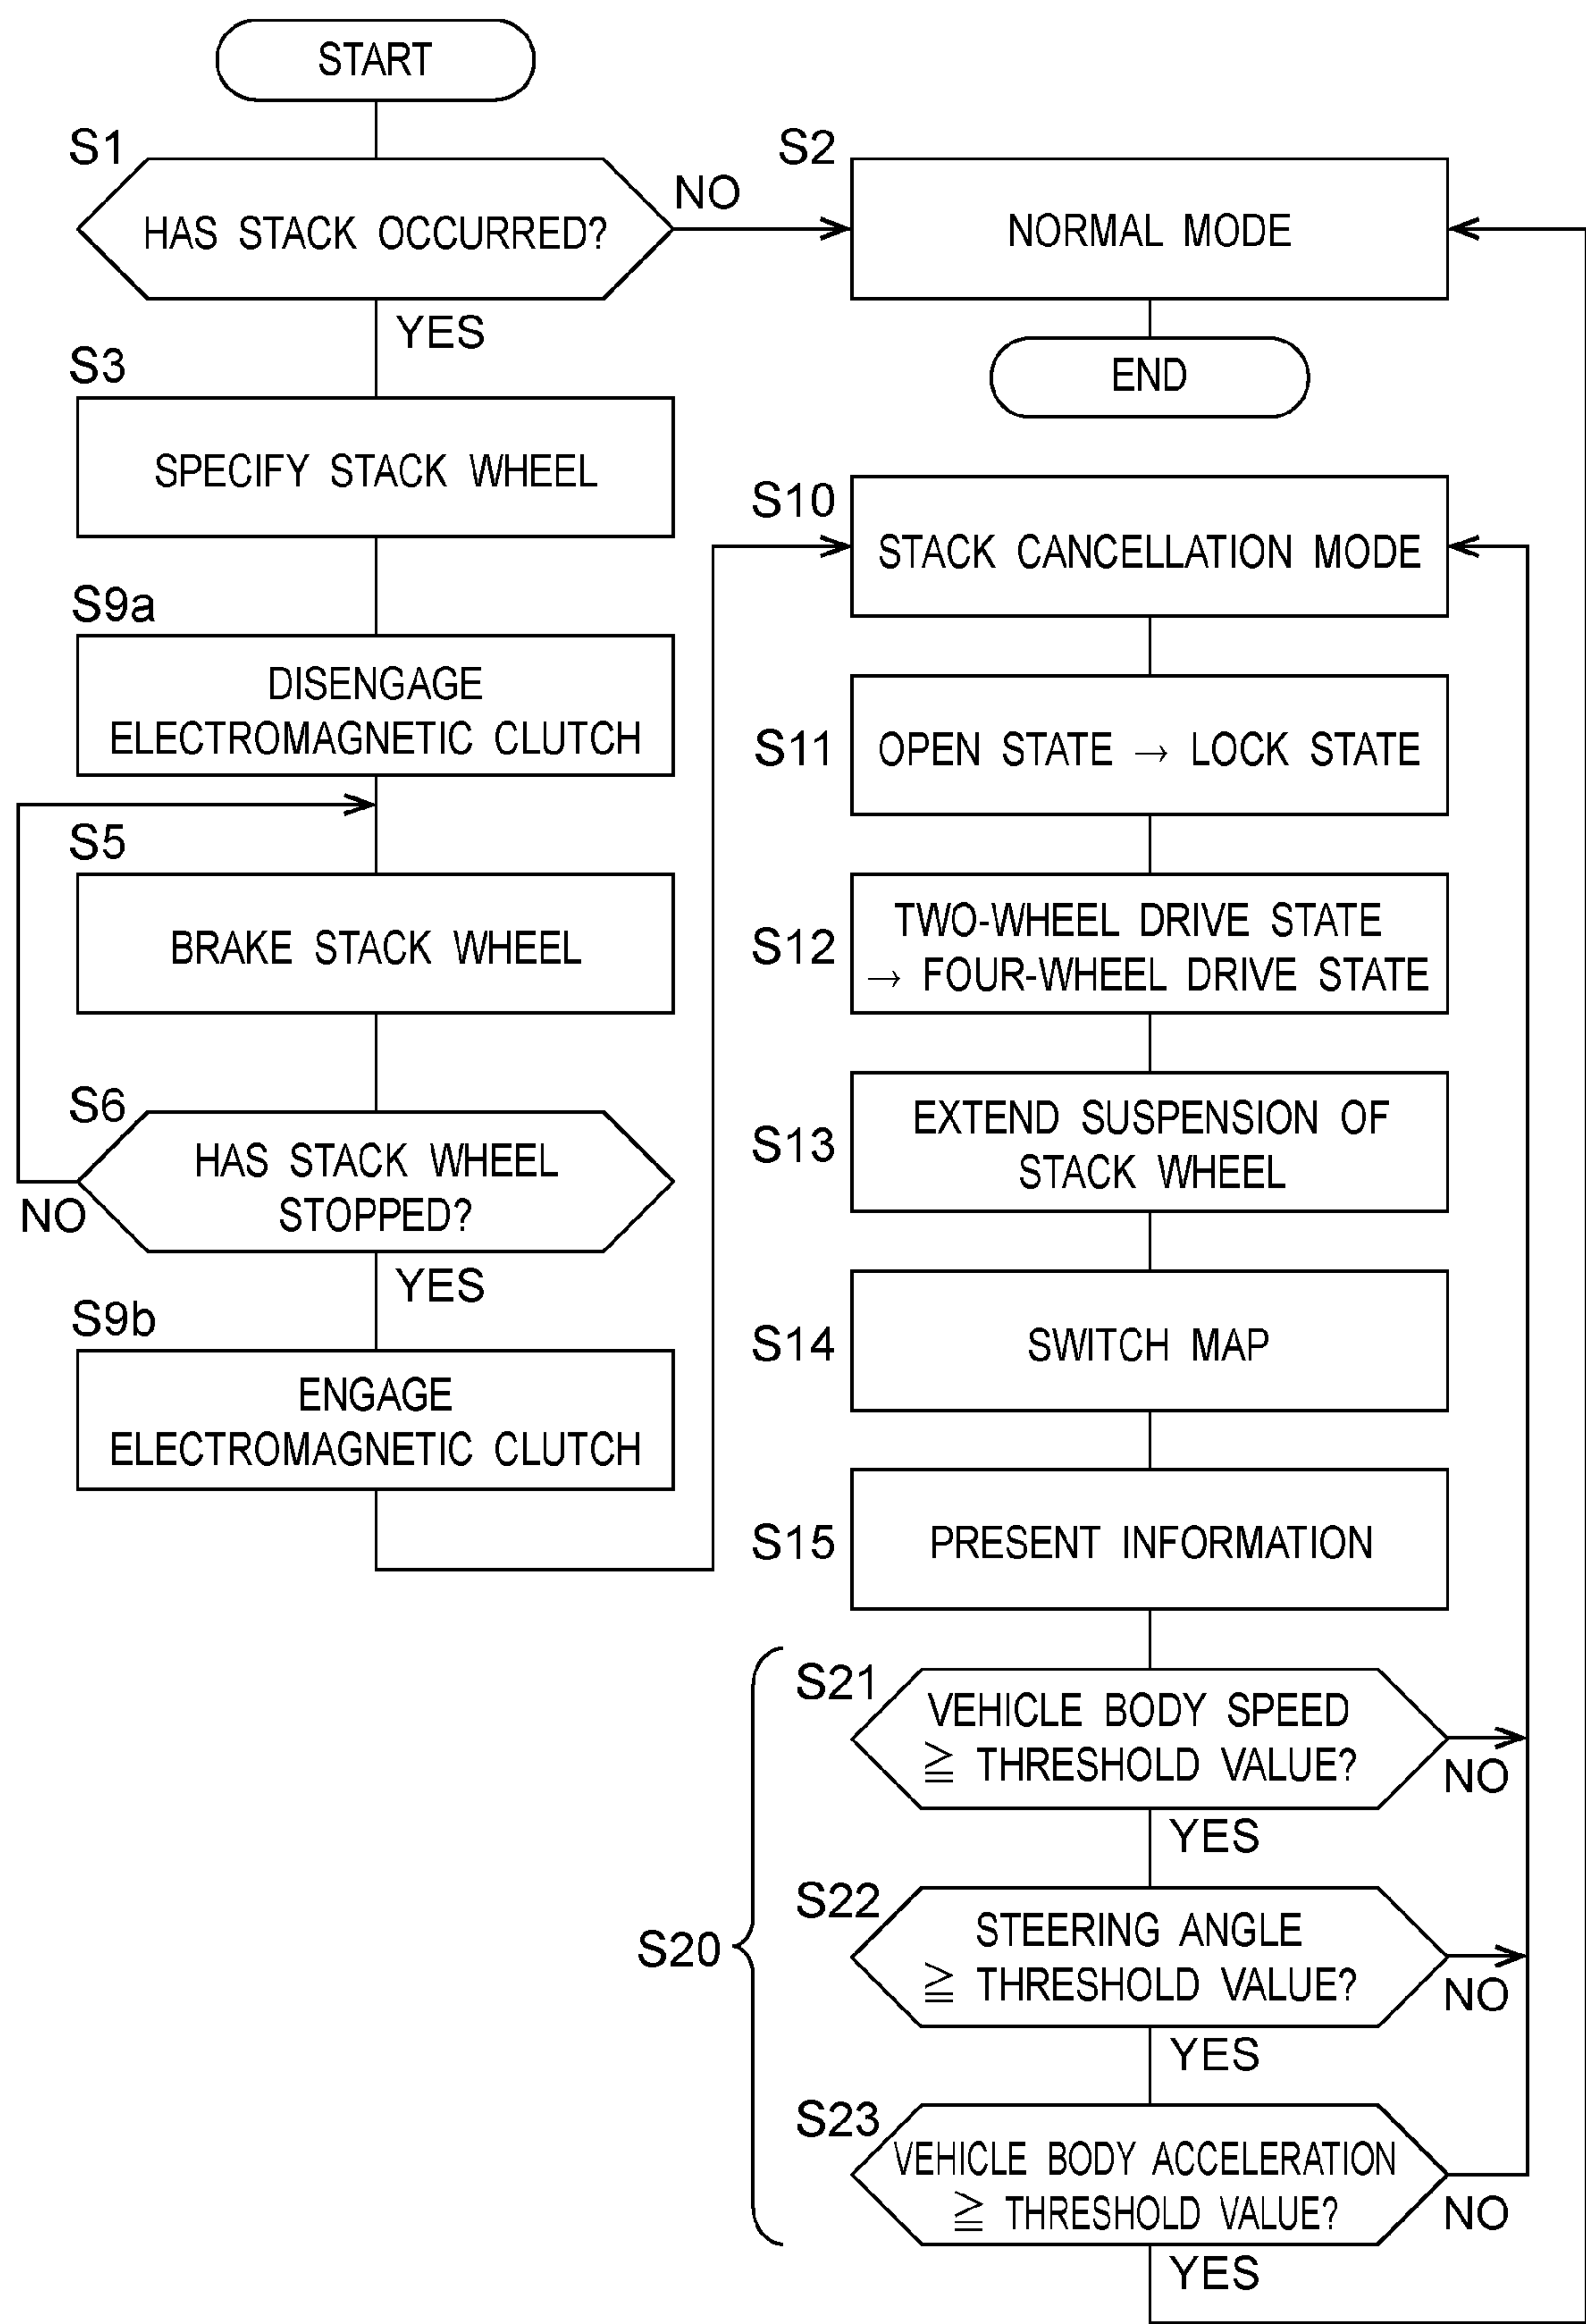 START
S1
HAS STACK OCCURRED?
NO
YES
S2
NORMAL MODE
END
S3
SPECIFY STACK WHEEL
S9a
DISENGAGE
ELECTROMAGNETIC CLUTCH
S5
BRAKE STACK WHEEL
S6
HAS STACK WHEEL
STOPPED?
NO
YES
S9b
ENGAGE
ELECTROMAGNETIC CLUTCH
S10
STACK CANCELLATION MODE
S11
OPEN STATE → LOCK STATE
S12
TWO-WHEEL DRIVE STATE
→ FOUR-WHEEL DRIVE STATE
S13
EXTEND SUSPENSION OF
STACK WHEEL
S14
SWITCH MAP
S15
PRESENT INFORMATION
S20
S21
VEHICLE BODY SPEED
≧ THRESHOLD VALUE?
NO
YES
S22
STEERING ANGLE
≧ THRESHOLD VALUE?
NO
YES
S23
VEHICLE BODY ACCELERATION
≧ THRESHOLD VALUE?
NO
YES